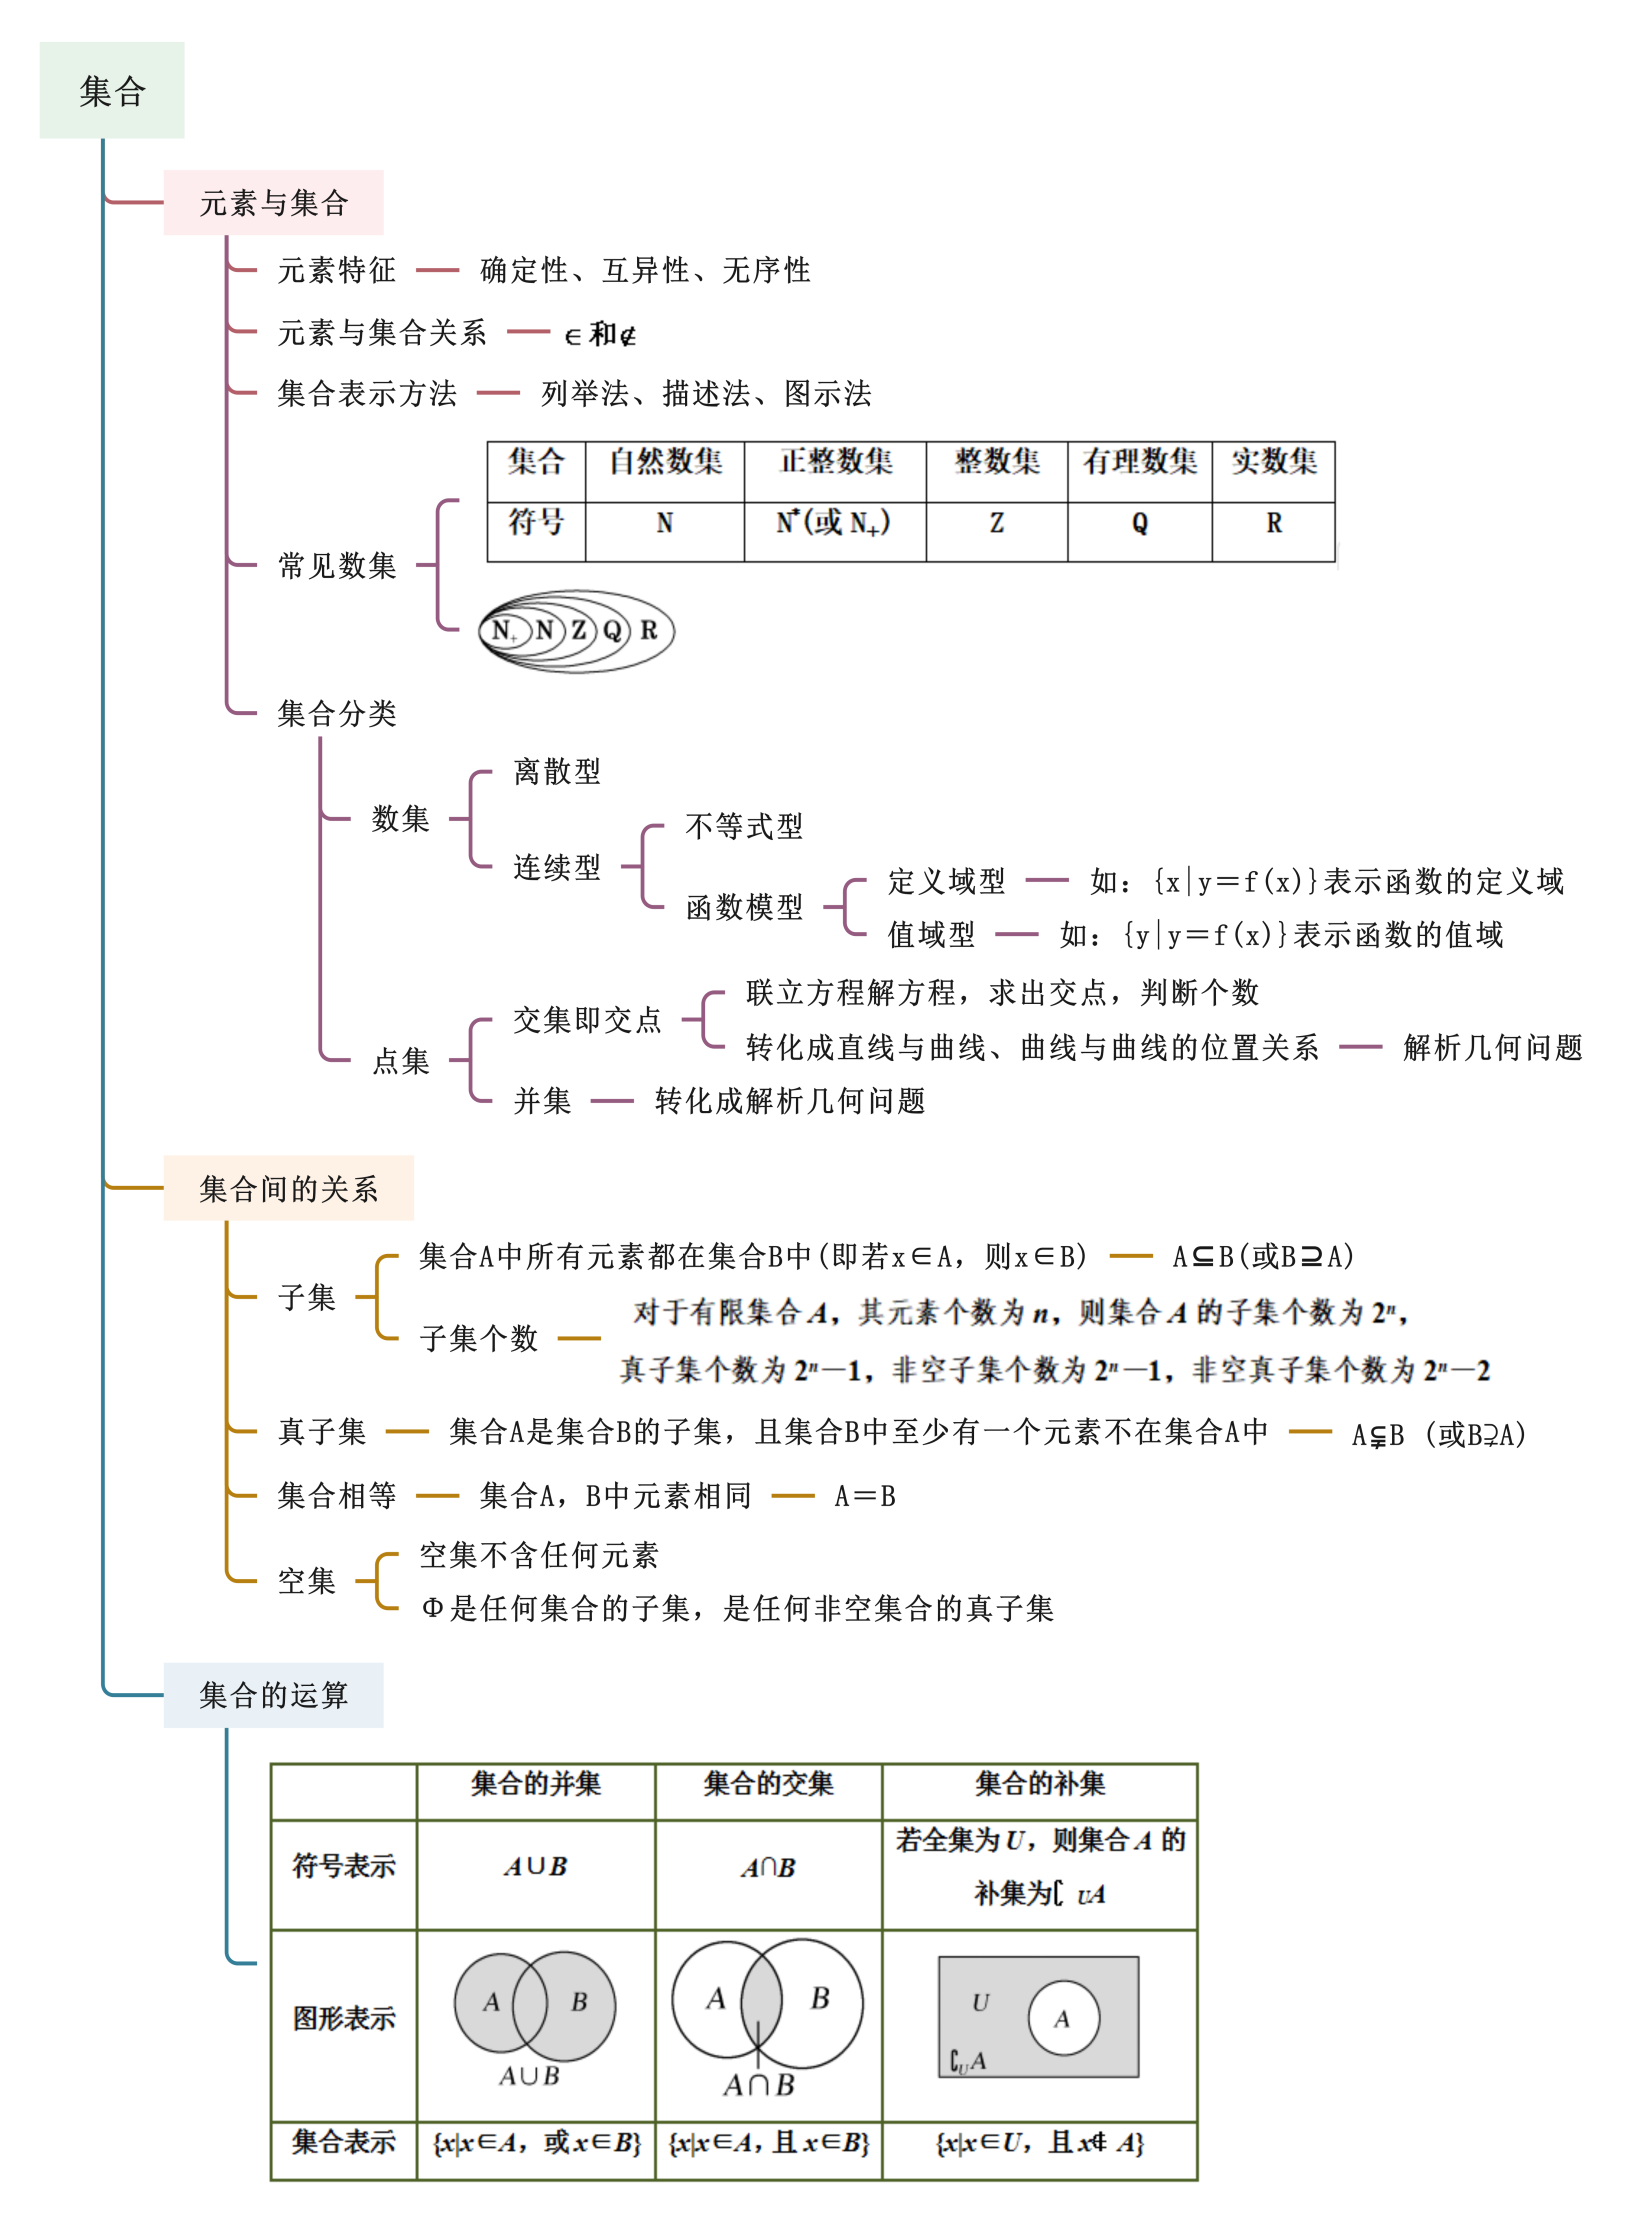 集合
元素与集合
元素特征 确定性、互异性、无序性
元素与集合关系 ∈和∉
集合表示方法 列举法、描述法、图示法
常见数集
集合 自然数集 正整数集 整数集 有理数集 实数集
符号 N N*(或 N₊) Z Q R
N₊ N Z Q R
集合分类
数集
离散型
连续型
不等式型
函数模型
定义域型 如：{x|y＝f(x)}表示函数的定义域
值域型 如：{y|y＝f(x)}表示函数的值域
点集
交集即交点
联立方程解方程，求出交点，判断个数
转化成直线与曲线、曲线与曲线的位置关系 解析几何问题
并集 转化成解析几何问题
集合间的关系
子集
集合A中所有元素都在集合B中(即若x∈A，则x∈B) A⊆B(或B⊇A)
子集个数
对于有限集合 A，其元素个数为 n，则集合 A 的子集个数为 2ⁿ，
真子集个数为 2ⁿ－1，非空子集个数为 2ⁿ－1，非空真子集个数为 2ⁿ－2
真子集 集合A是集合B的子集，且集合B中至少有一个元素不在集合A中 A⫋B (或B⊋A)
集合相等 集合A，B中元素相同 A＝B
空集
空集不含任何元素
Φ是任何集合的子集，是任何非空集合的真子集
集合的运算
集合的并集 集合的交集 集合的补集
符号表示 A∪B A∩B 若全集为 U，则集合 A 的
补集为∁ UA
图形表示
A B
A∪B
A B
A∩B
U A
∁UA
集合表示 {x|x∈A，或 x∈B} {x|x∈A，且 x∈B} {x|x∈U，且 x∉ A}